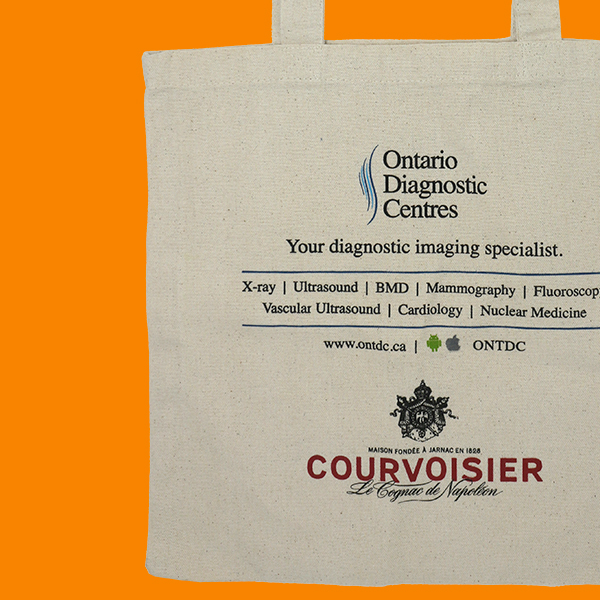 Ontario
Diagnostic
Centres
Your diagnostic imaging specialist.
X-ray | Ultrasound | BMD | Mammography | Fluoroscop
Vascular Ultrasound | Cardiology | Nuclear Medicine
www.ontdc.ca | ONTDC
MAISON FONDÉE À JARNAC EN 1828
COURVOISIER
Le Cognac de Napoléon